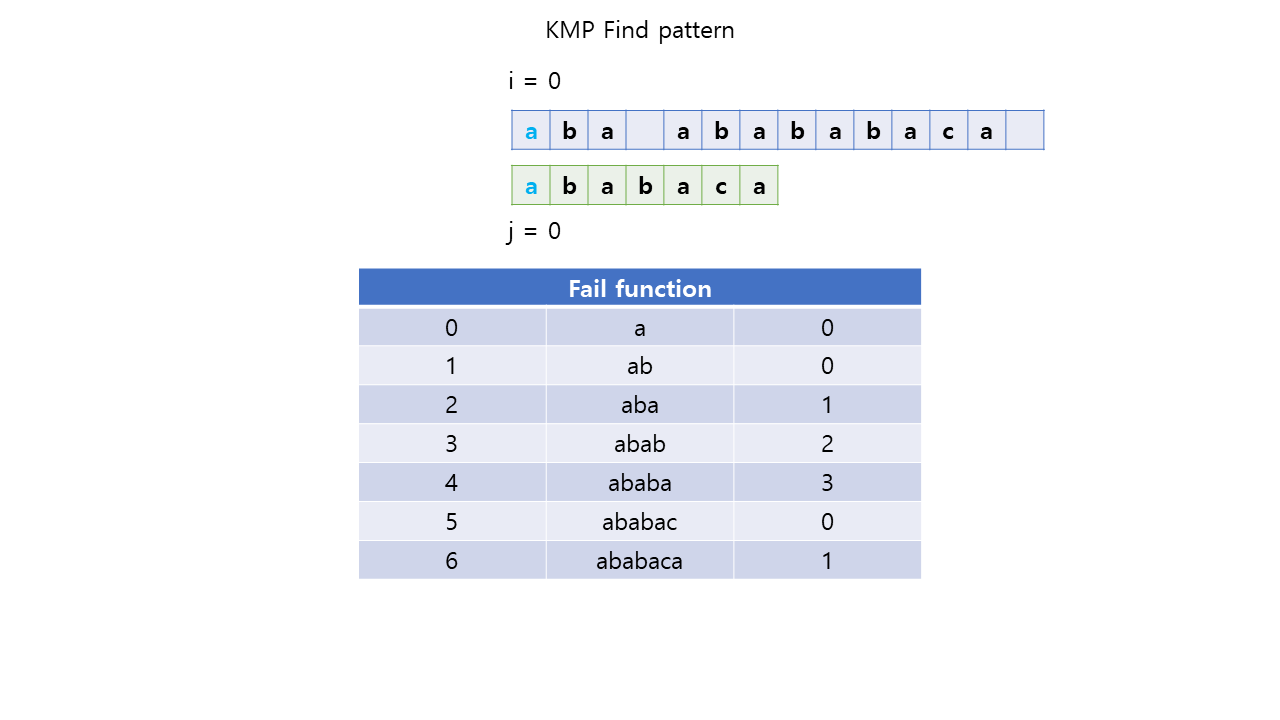 KMP Find pattern
i = 0
a b a a b a b a b a c a
a b a b a c a
j = 0
Fail function
0 a 0
1 ab 0
2 aba 1
3 abab 2
4 ababa 3
5 ababac 0
6 ababaca 1